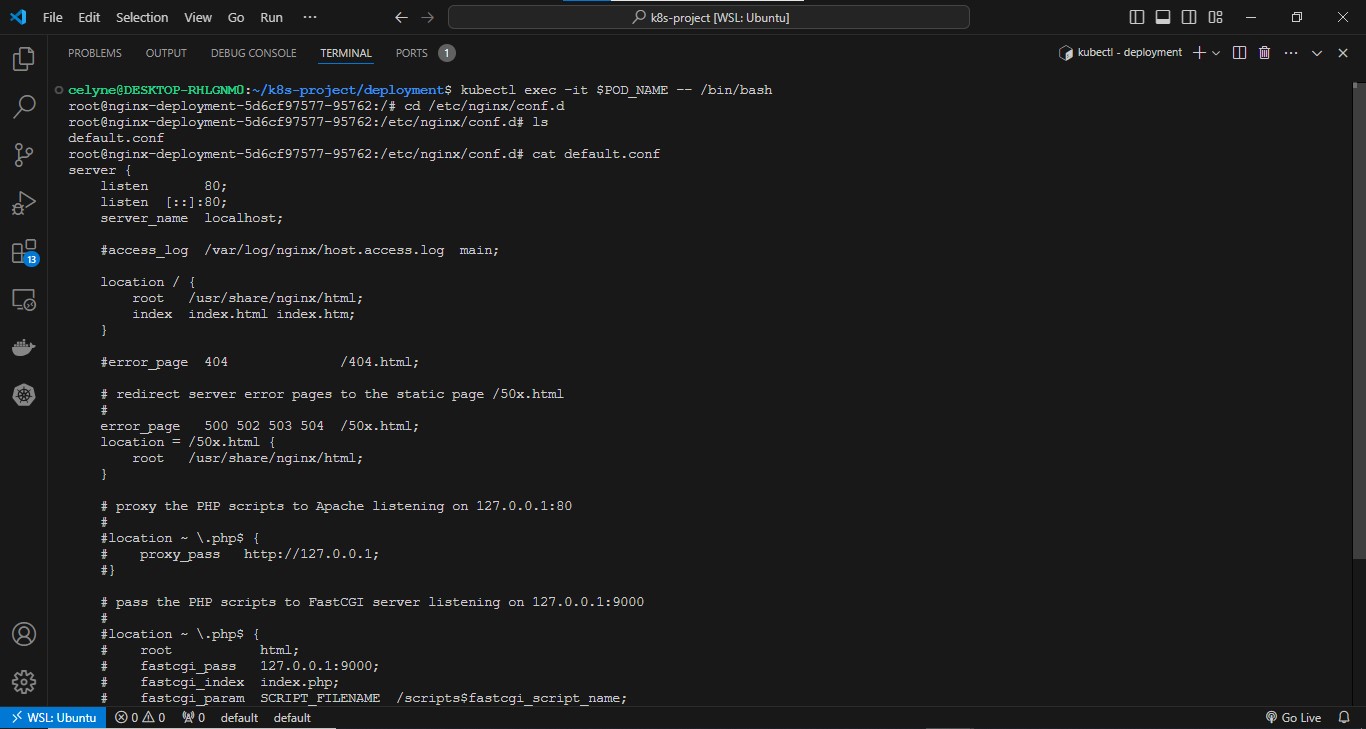 File Edit Selection View Go Run ··· k8s-project [WSL: Ubuntu]
PROBLEMS OUTPUT DEBUG CONSOLE TERMINAL PORTS 1 kubectl - deployment
celyne@DESKTOP-RHLGNM0:~/k8s-project/deployment$ kubectl exec -it $POD_NAME -- /bin/bash
root@nginx-deployment-5d6cf97577-95762:/# cd /etc/nginx/conf.d
root@nginx-deployment-5d6cf97577-95762:/etc/nginx/conf.d# ls
default.conf
root@nginx-deployment-5d6cf97577-95762:/etc/nginx/conf.d# cat default.conf
server {
    listen       80;
    listen  [::]:80;
    server_name  localhost;
    #access_log  /var/log/nginx/host.access.log  main;
    location / {
        root   /usr/share/nginx/html;
        index  index.html index.htm;
    }
    #error_page  404              /404.html;
    # redirect server error pages to the static page /50x.html
    #
    error_page   500 502 503 504  /50x.html;
    location = /50x.html {
        root   /usr/share/nginx/html;
    }
    # proxy the PHP scripts to Apache listening on 127.0.0.1:80
    #
    #location ~ \.php$ {
    #    proxy_pass   http://127.0.0.1;
    #}
    # pass the PHP scripts to FastCGI server listening on 127.0.0.1:9000
    #
    #location ~ \.php$ {
    #    root           html;
    #    fastcgi_pass   127.0.0.1:9000;
    #    fastcgi_index  index.php;
    #    fastcgi_param  SCRIPT_FILENAME  /scripts$fastcgi_script_name;
13
WSL: Ubuntu 0 0 0 default default Go Live